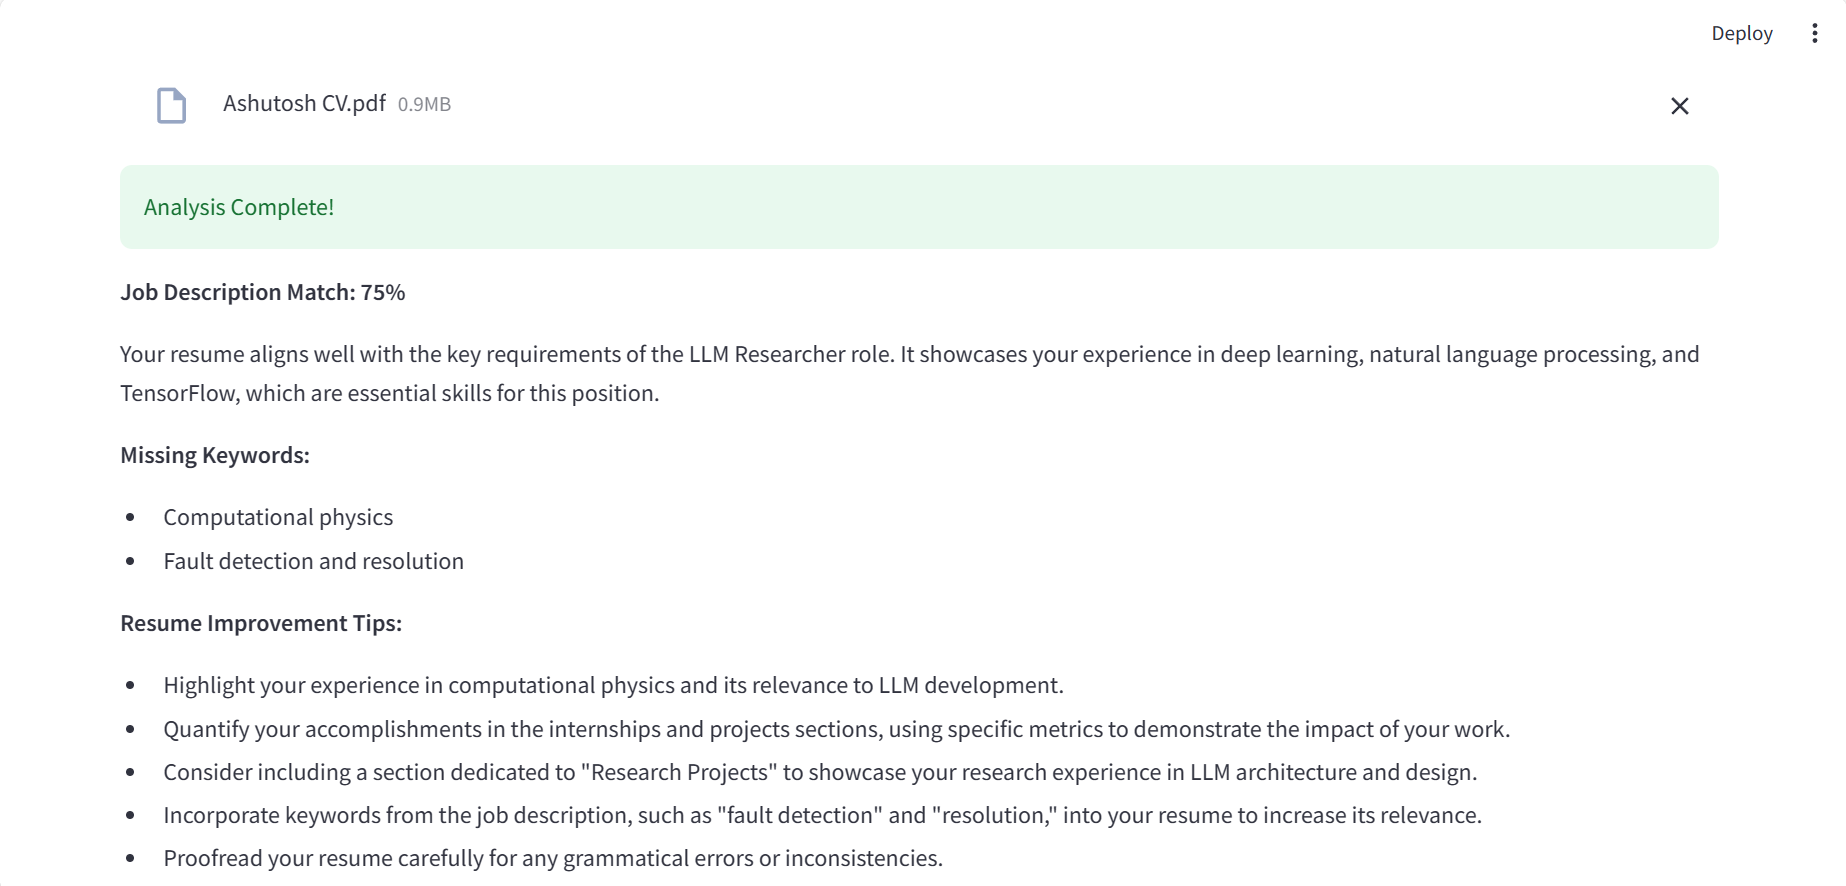 Deploy
Ashutosh CV.pdf 0.9MB
Analysis Complete!
Job Description Match: 75%
Your resume aligns well with the key requirements of the LLM Researcher role. It showcases your experience in deep learning, natural language processing, and
TensorFlow, which are essential skills for this position.
Missing Keywords:
• Computational physics
• Fault detection and resolution
Resume Improvement Tips:
• Highlight your experience in computational physics and its relevance to LLM development.
• Quantify your accomplishments in the internships and projects sections, using specific metrics to demonstrate the impact of your work.
• Consider including a section dedicated to "Research Projects" to showcase your research experience in LLM architecture and design.
• Incorporate keywords from the job description, such as "fault detection" and "resolution," into your resume to increase its relevance.
• Proofread your resume carefully for any grammatical errors or inconsistencies.